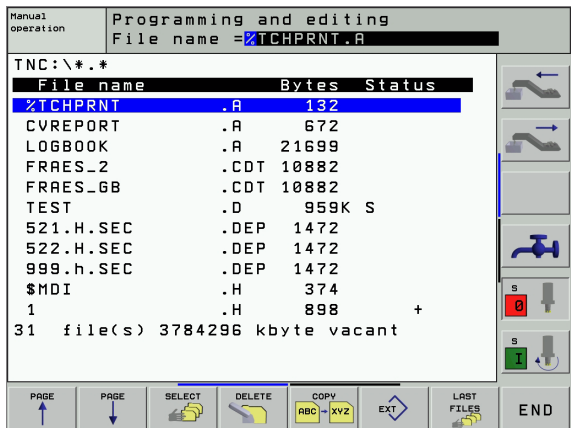 Manual operation
Programming and editing
File name =%TCHPRNT.A
TNC:\*.*
File name Bytes Status
%TCHPRNT .A 132
CVREPORT .A 672
LOGBOOK .A 21699
FRAES_2 .CDT 10882
FRAES_GB .CDT 10882
TEST .D 959K S
521.H.SEC .DEP 1472
522.H.SEC .DEP 1472
999.h.SEC .DEP 1472
$MDI .H 374
1 .H 898 +
31 file(s) 3784296 kbyte vacant
S
0
S
I
PAGE
PAGE
SELECT
DELETE
COPY
ABC→XYZ
EXT
LAST FILES
END